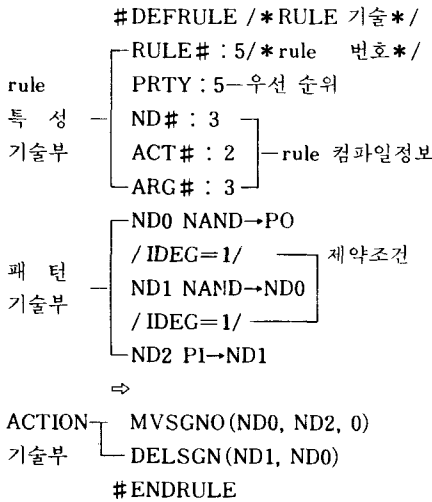 #DEFRULE /*RULE 기술*/
RULE# : 5/*rule 번호*/
rule 특성 기술부
PRTY : 5-우선 순위
ND# : 3
ACT# : 2
rule 컴파일정보
ARG# : 3
ND0 NAND→PO
/IDEG=1/
제약조건
패턴 기술부
ND1 NAND→ND0
/IDEG=1/
ND2 PI→ND1
⇨
ACTION 기술부
MVSGNO(ND0, ND2, 0)
DELSGN(ND1, ND0)
#ENDRULE